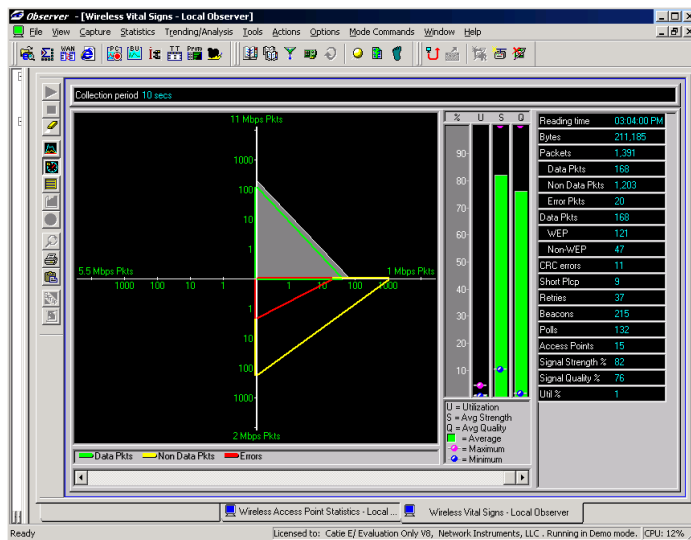 Observer - [Wireless Vital Signs - Local Observer]
File View Capture Statistics Trending/Analysis Tools Actions Options Mode Commands Window Help
Collection period 10 secs
11 Mbps Pkts
1000
100
10
1
5.5 Mbps Pkts
1 Mbps Pkts
1000 100 10 1 1 10 100 1000
1
10
100
1000
2 Mbps Pkts
Data Pkts Non Data Pkts Errors
% U S Q
90
80
70
60
50
40
30
20
10
U = Utilization
S = Avg Strength
Q = Avg Quality
= Average
= Maximum
= Minimum
Reading time 03:04:00 PM
Bytes 211,185
Packets 1,391
Data Pkts 168
Non Data Pkts 1,203
Error Pkts 20
Data Pkts 168
WEP 121
Non-WEP 47
CRC errors 11
Short Plcp 9
Retries 37
Beacons 215
Polls 132
Access Points 15
Signal Strength % 82
Signal Quality % 76
Util % 1
Wireless Access Point Statistics - Local ... Wireless Vital Signs - Local Observer
Ready Licensed to: Catie E/ Evaluation Only V8, Network Instruments, LLC . Running in Demo mode. CPU: 12%